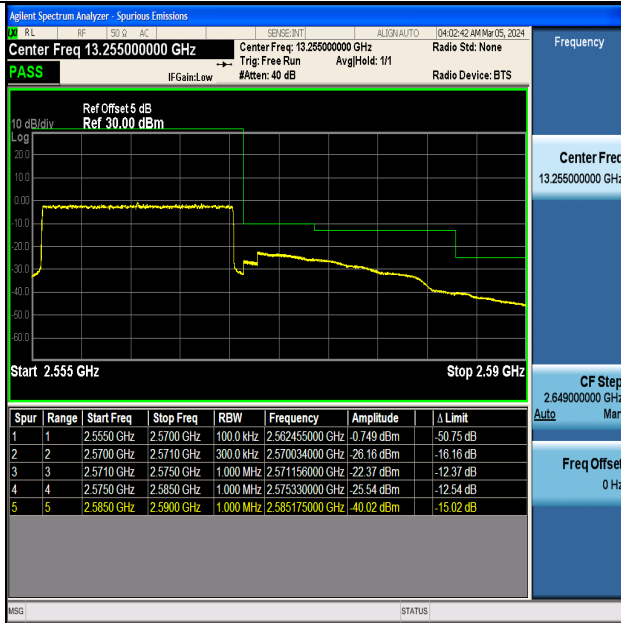 Agilent Spectrum Analyzer - Spurious Emissions
RL RF 50 Ω AC SENSE:INT ALIGN AUTO 04:02:42 AM Mar 05, 2024
Center Freq 13.255000000 GHz Center Freq: 13.255000000 GHz Radio Std: None Frequency
PASS Trig: Free Run Avg|Hold: 1/1
IFGain:Low #Atten: 40 dB Radio Device: BTS
Ref Offset 5 dB
10 dB/div Ref 30.00 dBm
Log
20.0
10.0
0.00
-10.0
-20.0
-30.0
-40.0
-50.0
-60.0
Start 2.555 GHz Stop 2.59 GHz
Spur Range Start Freq Stop Freq RBW Frequency Amplitude Δ Limit
1 1 2.5550 GHz 2.5700 GHz 100.0 kHz 2.562455000 GHz -0.749 dBm -50.75 dB
2 2 2.5700 GHz 2.5710 GHz 300.0 kHz 2.570034000 GHz -26.16 dBm -16.16 dB
3 3 2.5710 GHz 2.5750 GHz 1.000 MHz 2.571156000 GHz -22.37 dBm -12.37 dB
4 4 2.5750 GHz 2.5850 GHz 1.000 MHz 2.575330000 GHz -25.54 dBm -12.54 dB
5 5 2.5850 GHz 2.5900 GHz 1.000 MHz 2.585175000 GHz -40.02 dBm -15.02 dB
Center Freq
13.255000000 GHz
CF Step
2.649000000 GHz
Auto Man
Freq Offset
0 Hz
MSG STATUS